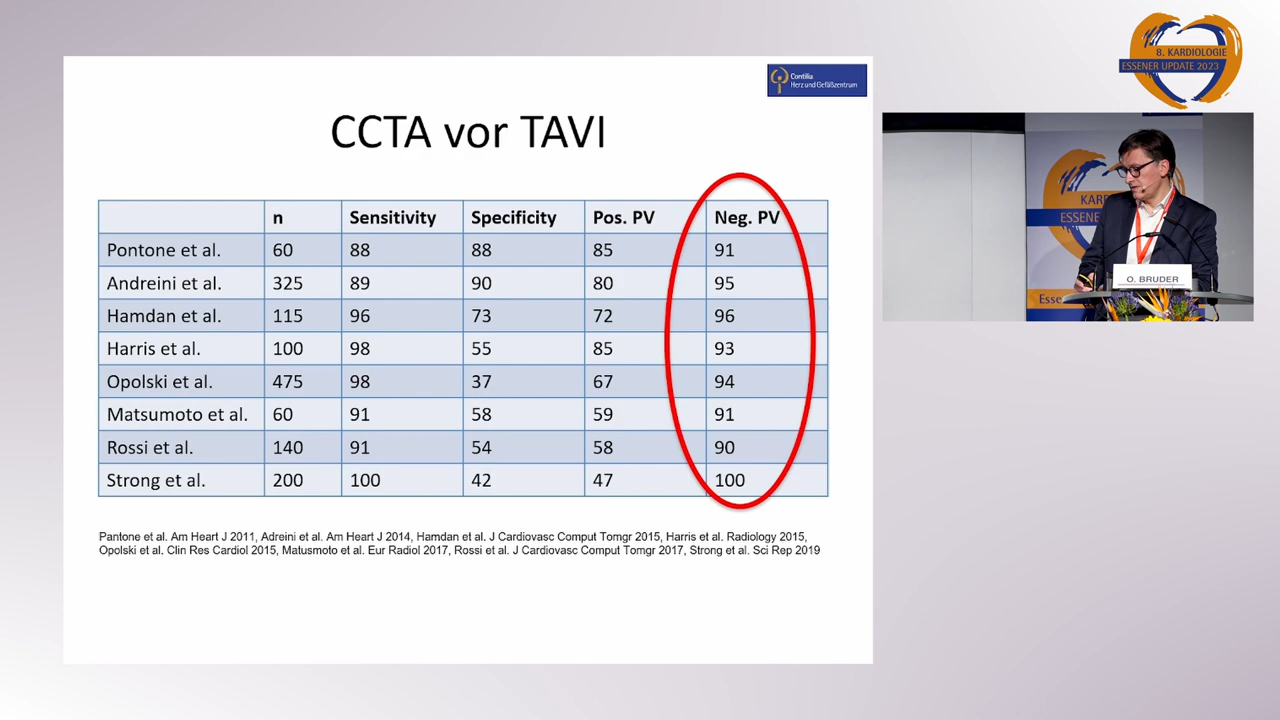 8. KARDIOLOGIE
ESSENER UPDATE 2023
Contilia
Herz und Gefäßzentrum
CCTA vor TAVI
n Sensitivity Specificity Pos. PV Neg. PV
Pontone et al. 60 88 88 85 91
Andreini et al. 325 89 90 80 95
Hamdan et al. 115 96 73 72 96
Harris et al. 100 98 55 85 93
Opolski et al. 475 98 37 67 94
Matsumoto et al. 60 91 58 59 91
Rossi et al. 140 91 54 58 90
Strong et al. 200 100 42 47 100
Pantone et al. Am Heart J 2011, Adreini et al. Am Heart J 2014, Hamdan et al. J Cardiovasc Comput Tomgr 2015, Harris et al. Radiology 2015,
Opolski et al. Clin Res Cardiol 2015, Matusmoto et al. Eur Radiol 2017, Rossi et al. J Cardiovasc Comput Tomgr 2017, Strong et al. Sci Rep 2019
O. BRUDER